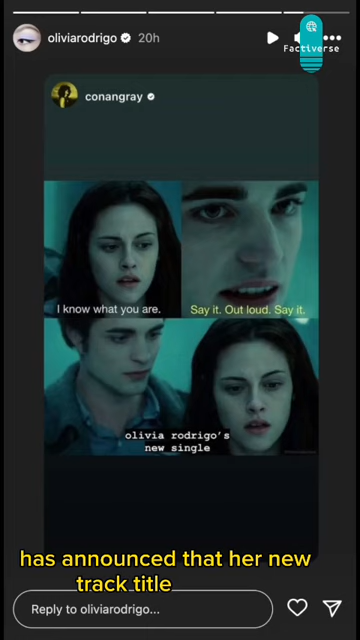 oliviarodrigo 20h
Factiverse
conangray
I know what you are.
Say it. Out loud. Say it.
olivia rodrigo's
new single
has announced that her new
track title
Reply to oliviarodrigo...